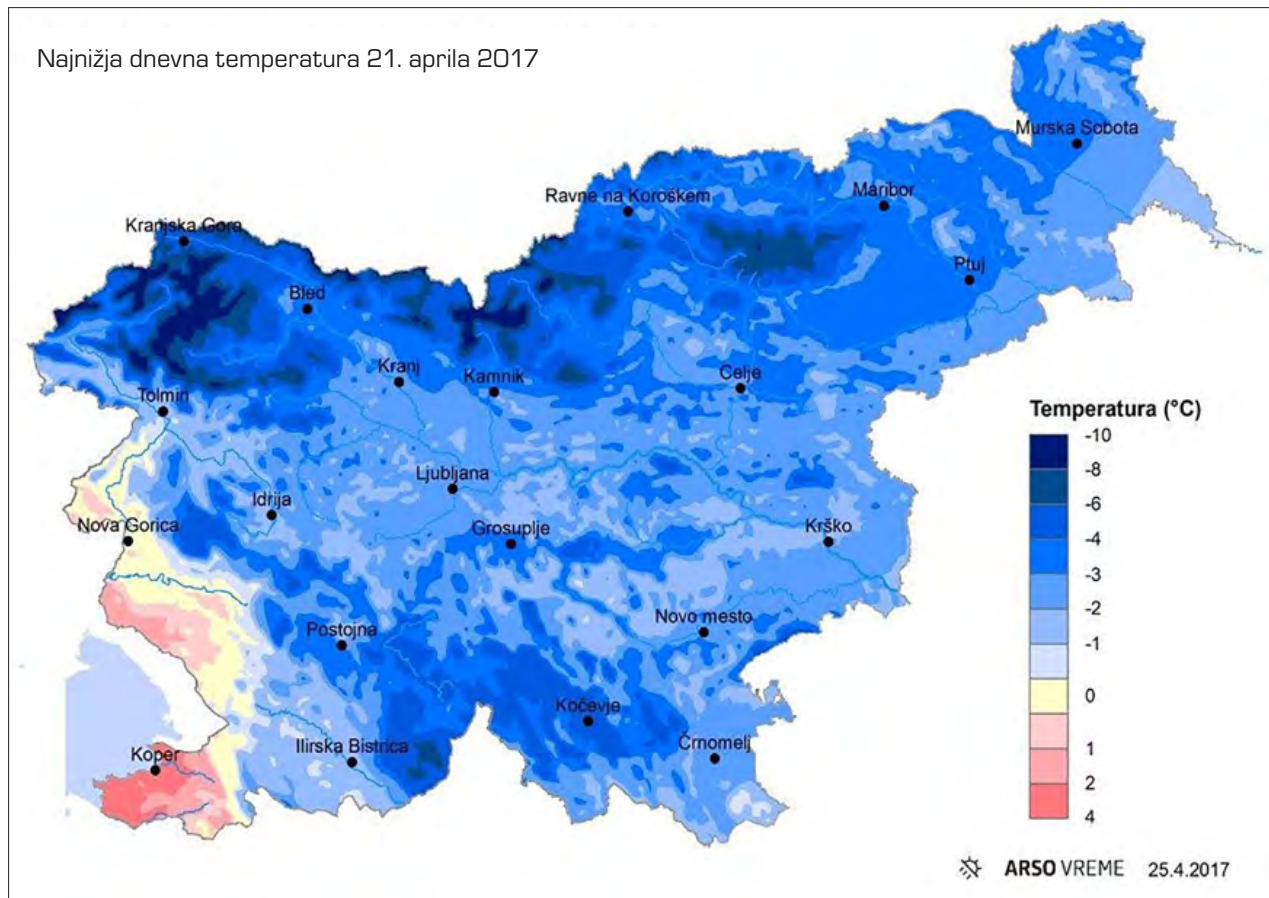 Najnižja dnevna temperatura 21. aprila 2017
Murska Sobota
Ravne na Koroškem
Maribor
Kranjska Gora
Ptuj
Bled
Kranj
Kamnik
Celje
Tolmin
Temperatura (°C)
-10
-8
-6
-4
-3
-2
-1
0
1
2
4
Ljubljana
Idrija
Nova Gorica
Grosuplje
Krško
Novo mesto
Postojna
Kočevje
Koper
Ilirska Bistrica
Črnomelj
ARSO VREME 25.4.2017